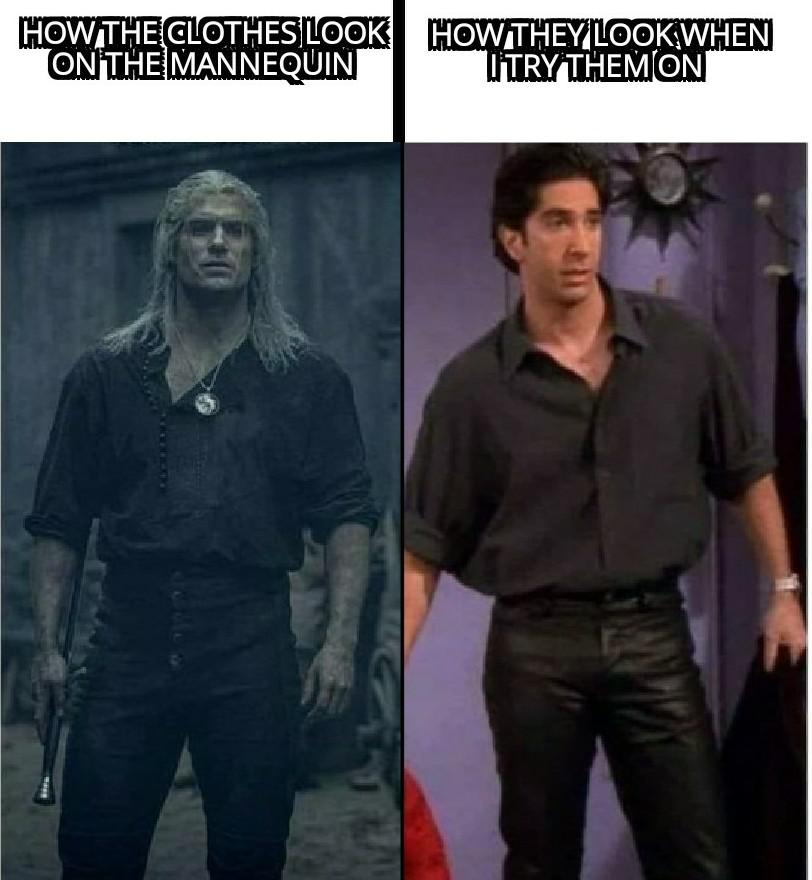 HOW THE CLOTHES LOOK
ON THE MANNEQUIN
HOW THEY LOOK WHEN
I TRY THEM ON